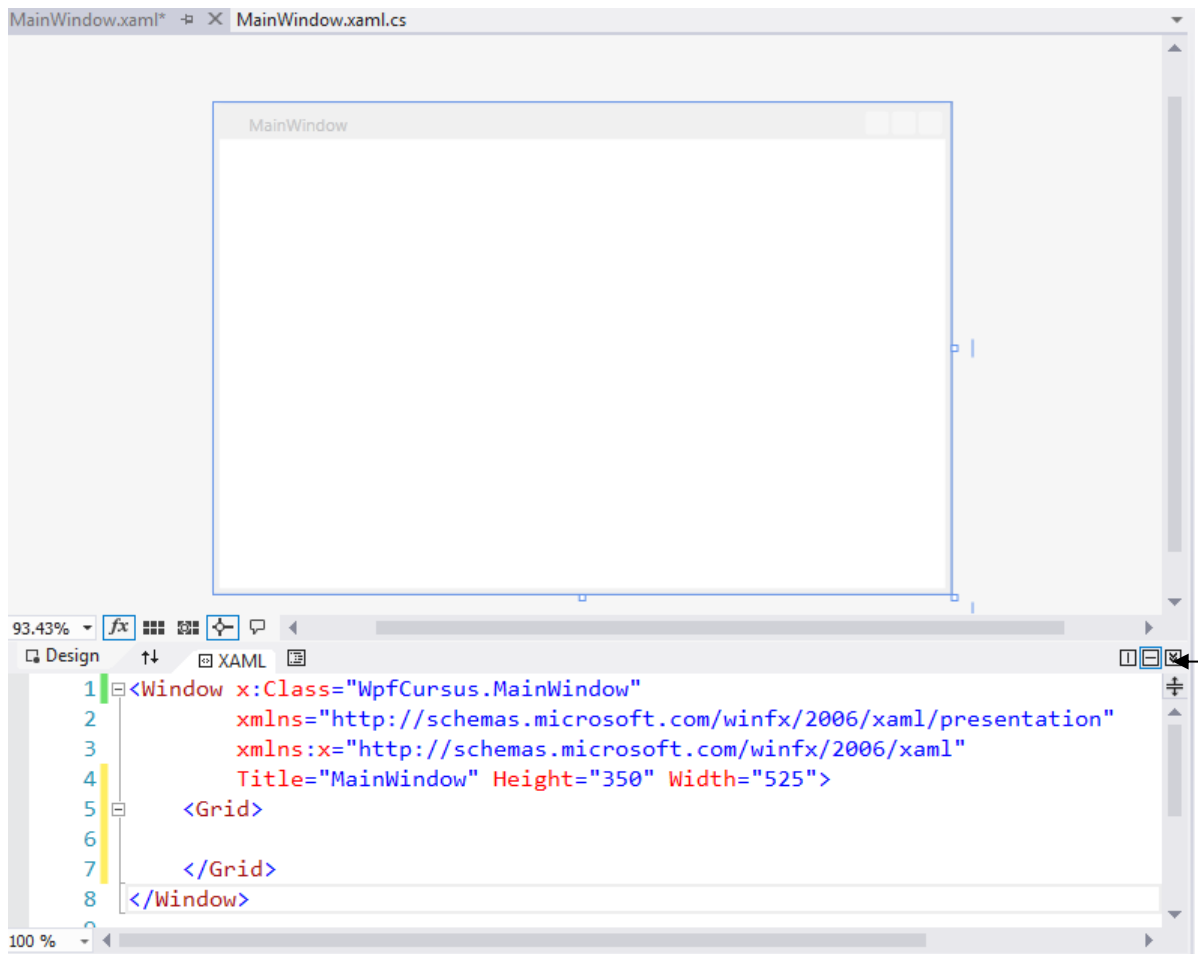 MainWindow.xaml* MainWindow.xaml.cs
MainWindow
93.43% fx
Design XAML
1 <Window x:Class="WpfCursus.MainWindow"
2 xmlns="http://schemas.microsoft.com/winfx/2006/xaml/presentation"
3 xmlns:x="http://schemas.microsoft.com/winfx/2006/xaml"
4 Title="MainWindow" Height="350" Width="525">
5 <Grid>
6
7 </Grid>
8 </Window>
100 %